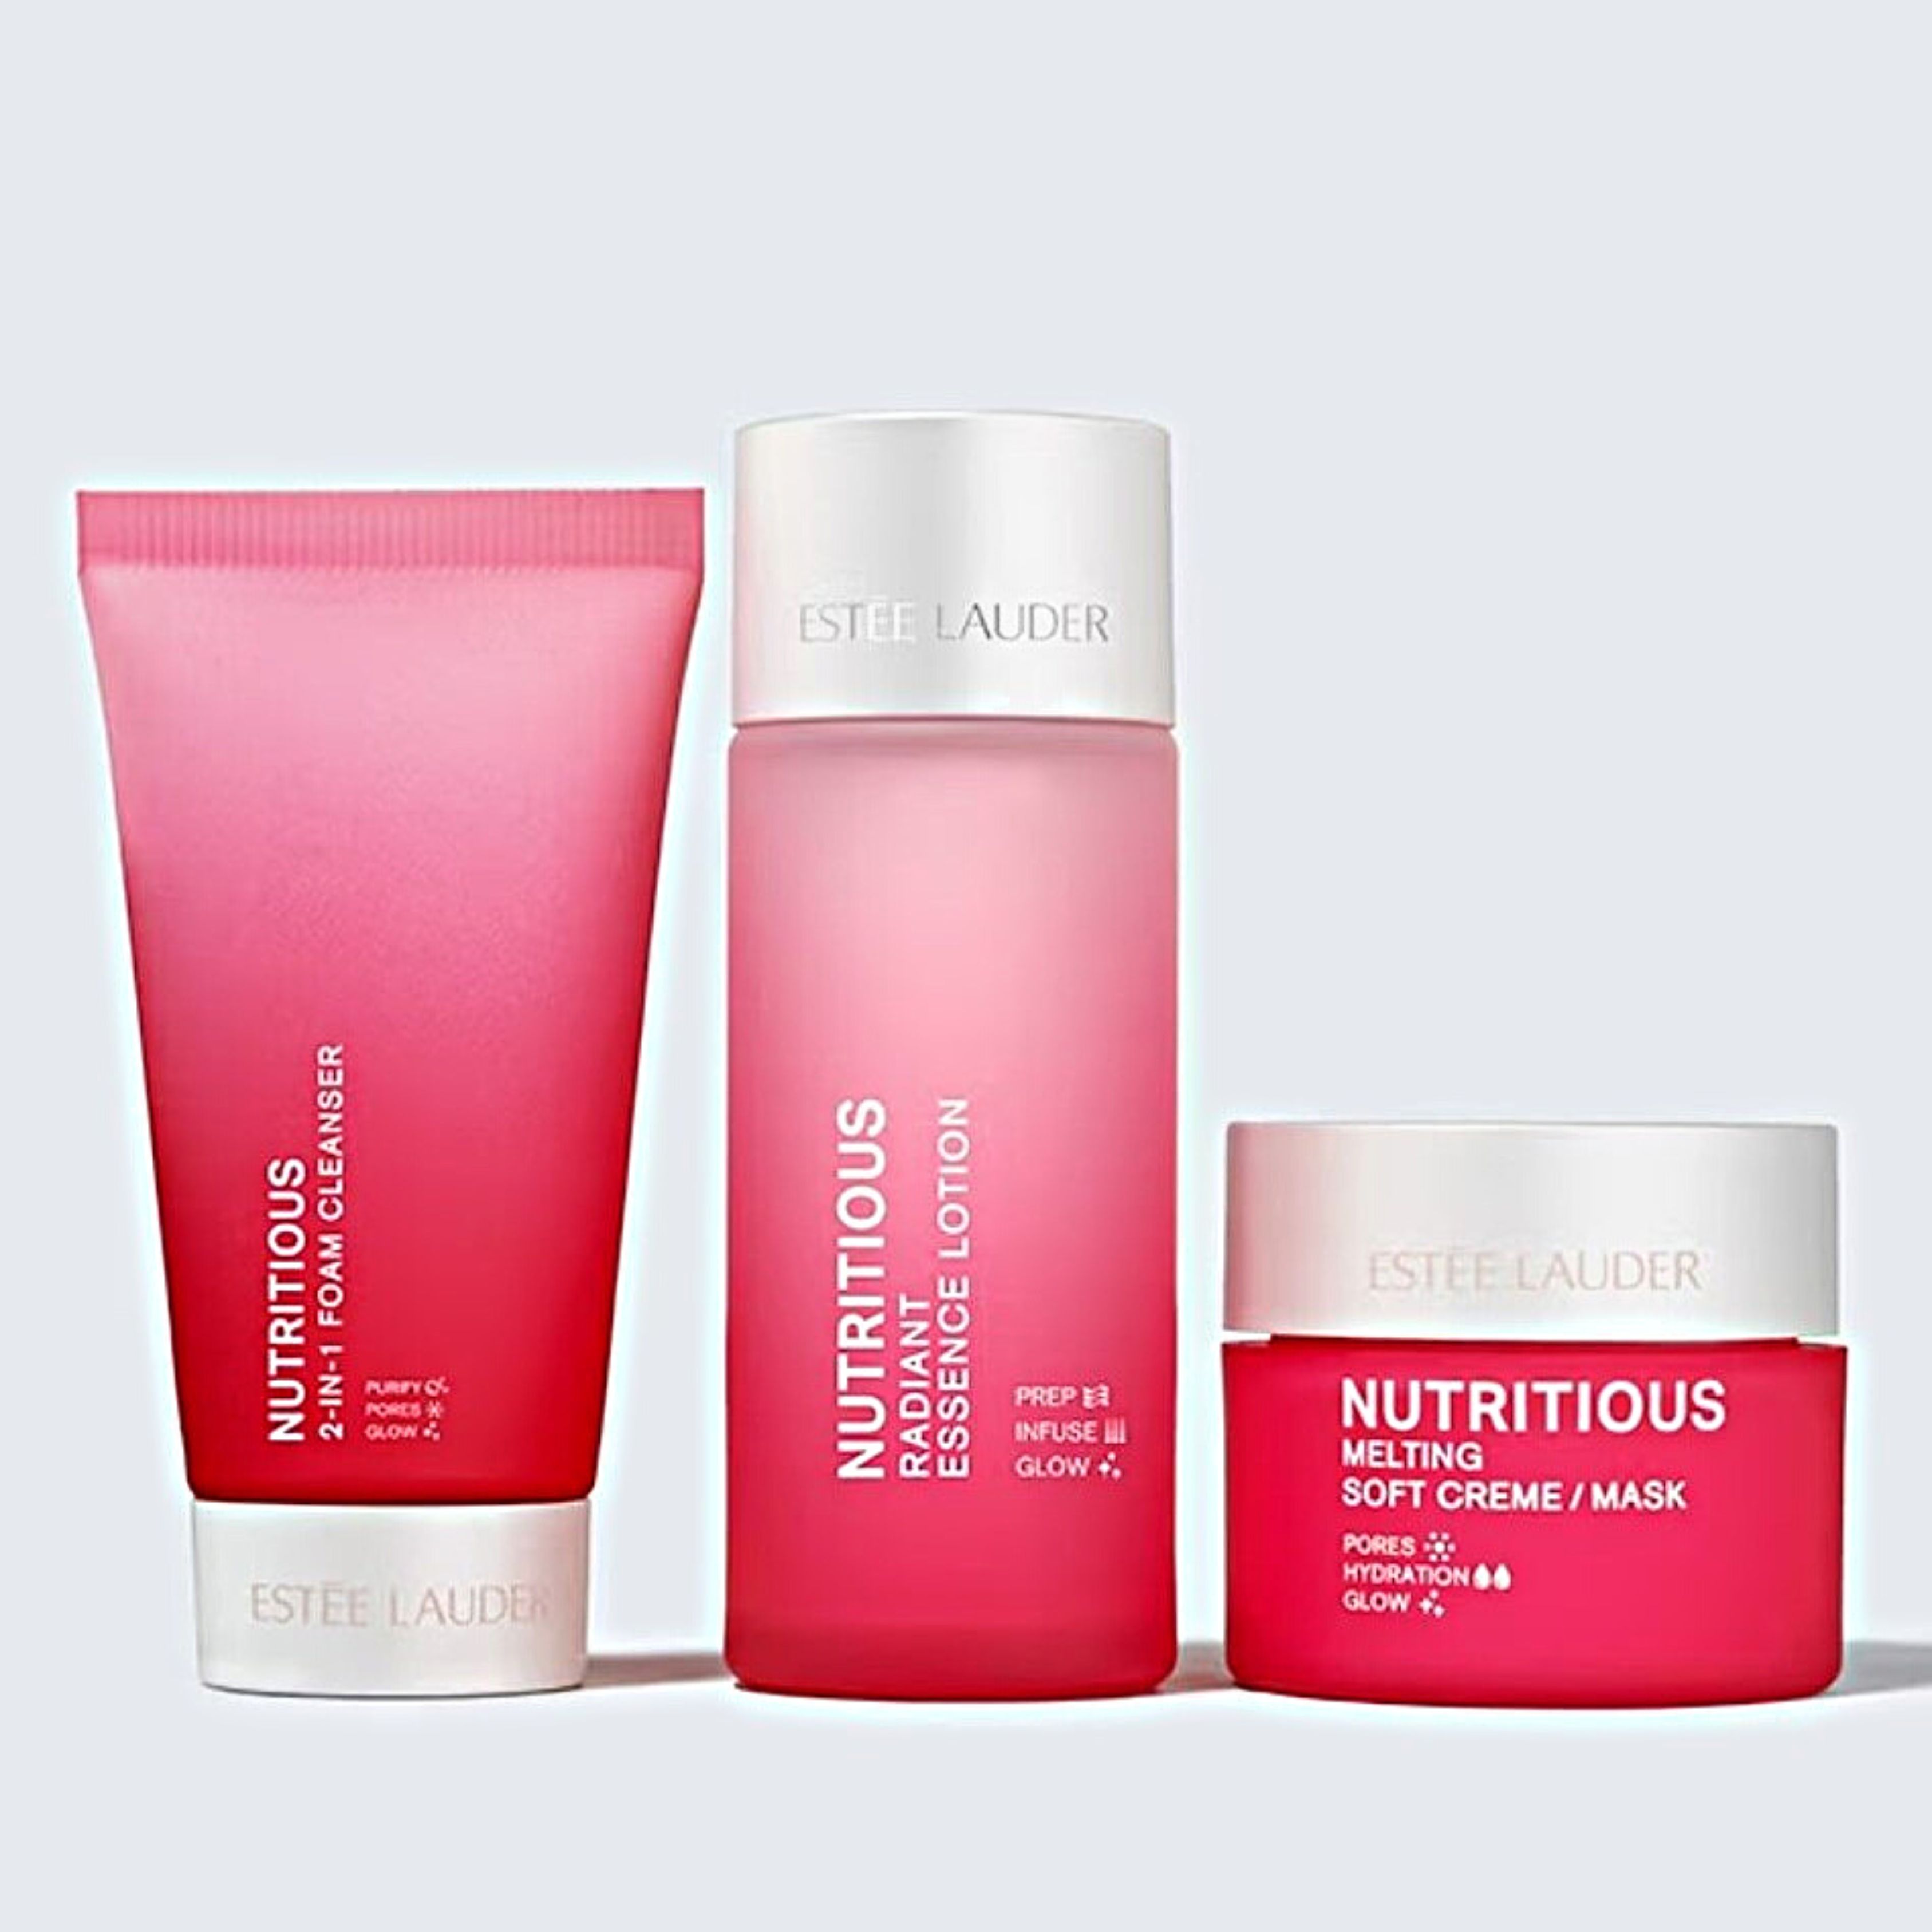 NUTRITIOUS
2-IN-1 FOAM CLEANSER
PURIFY
PORES
GLOW
ESTĒE LAUDER
ESTEE LAUDER
NUTRITIOUS
RADIANT
ESSENCE LOTION
PREP
INFUSE
GLOW
ESTĒE LAUDER
NUTRITIOUS
MELTING
SOFT CREME / MASK
PORES
HYDRATION
GLOW